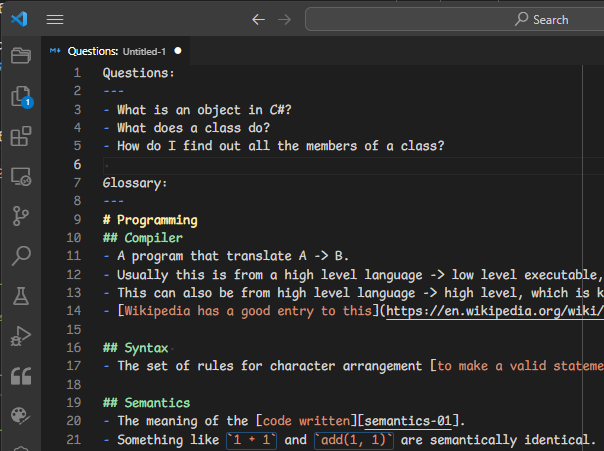 Search
Questions: Untitled-1
1 Questions:
2 ---
3 - What is an object in C#?
4 - What does a class do?
5 - How do I find out all the members of a class?
6
7 Glossary:
8 ---
9 # Programming
10 ## Compiler
11 - A program that translate A -> B.
12 - Usually this is from a high level language -> low level executable,
13 - This can also be from high level language -> high level, which is k
14 - [Wikipedia has a good entry to this](https://en.wikipedia.org/wiki/
15
16 ## Syntax
17 - The set of rules for character arrangement [to make a valid stateme
18
19 ## Semantics
20 - The meaning of the [code written][semantics-01].
21 - Something like `1 + 1` and `add(1, 1)` are semantically identical.
1